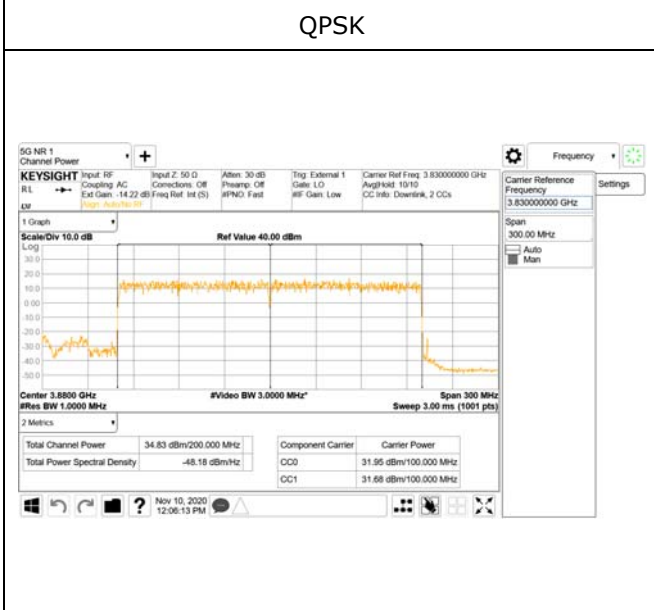 QPSK
5G NR 1
Channel Power
Frequency
KEYSIGHT
RL
Input: RF
Coupling: AC
Ext Gain: -14.22 dB
Align: Auto/No RF
Input Z: 50 Ω
Corrections: Off
Freq Ref: Int (S)
Atten: 30 dB
Preamp: Off
#PNO: Fast
Trig: External 1
Gate: LO
#IF Gain: Low
Carrier Ref Freq: 3.830000000 GHz
Avg|Hold: 10/10
CC Info: Downlink, 2 CCs
Carrier Reference
Frequency
3.830000000 GHz
Settings
Span
300.00 MHz
Auto
Man
1 Graph
Scale/Div 10.0 dB
Ref Value 40.00 dBm
Log
30.0
20.0
10.0
0.00
-10.0
-20.0
-30.0
-40.0
-50.0
Center 3.8800 GHz
#Video BW 3.0000 MHz*
Span 300 MHz
#Res BW 1.0000 MHz
Sweep 3.00 ms (1001 pts)
2 Metrics
Total Channel Power 34.83 dBm/200.000 MHz
Total Power Spectral Density -48.18 dBm/Hz
Component Carrier Carrier Power
CC0 31.95 dBm/100.000 MHz
CC1 31.68 dBm/100.000 MHz
Nov 10, 2020
12:06:13 PM